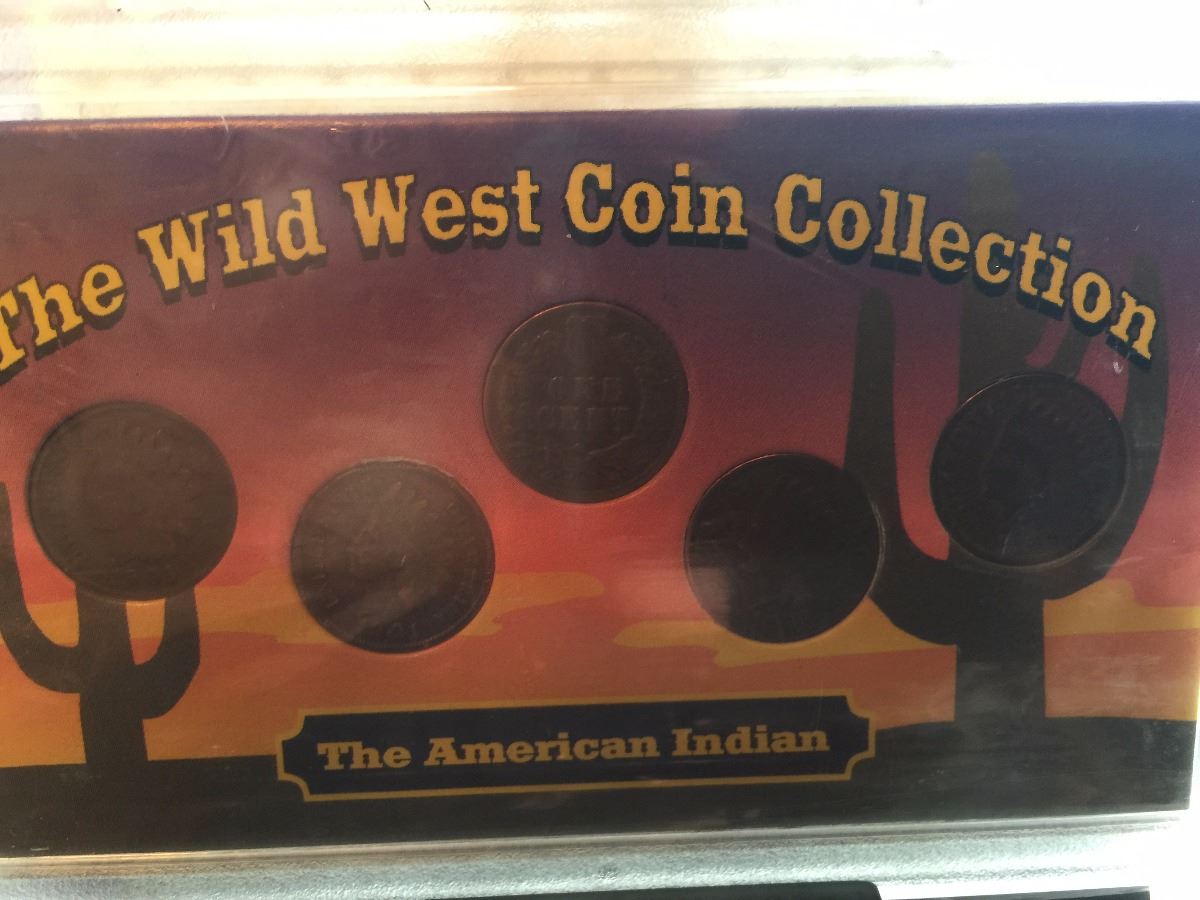 The Wild West Coin Collection
ONE
CENT
The American Indian